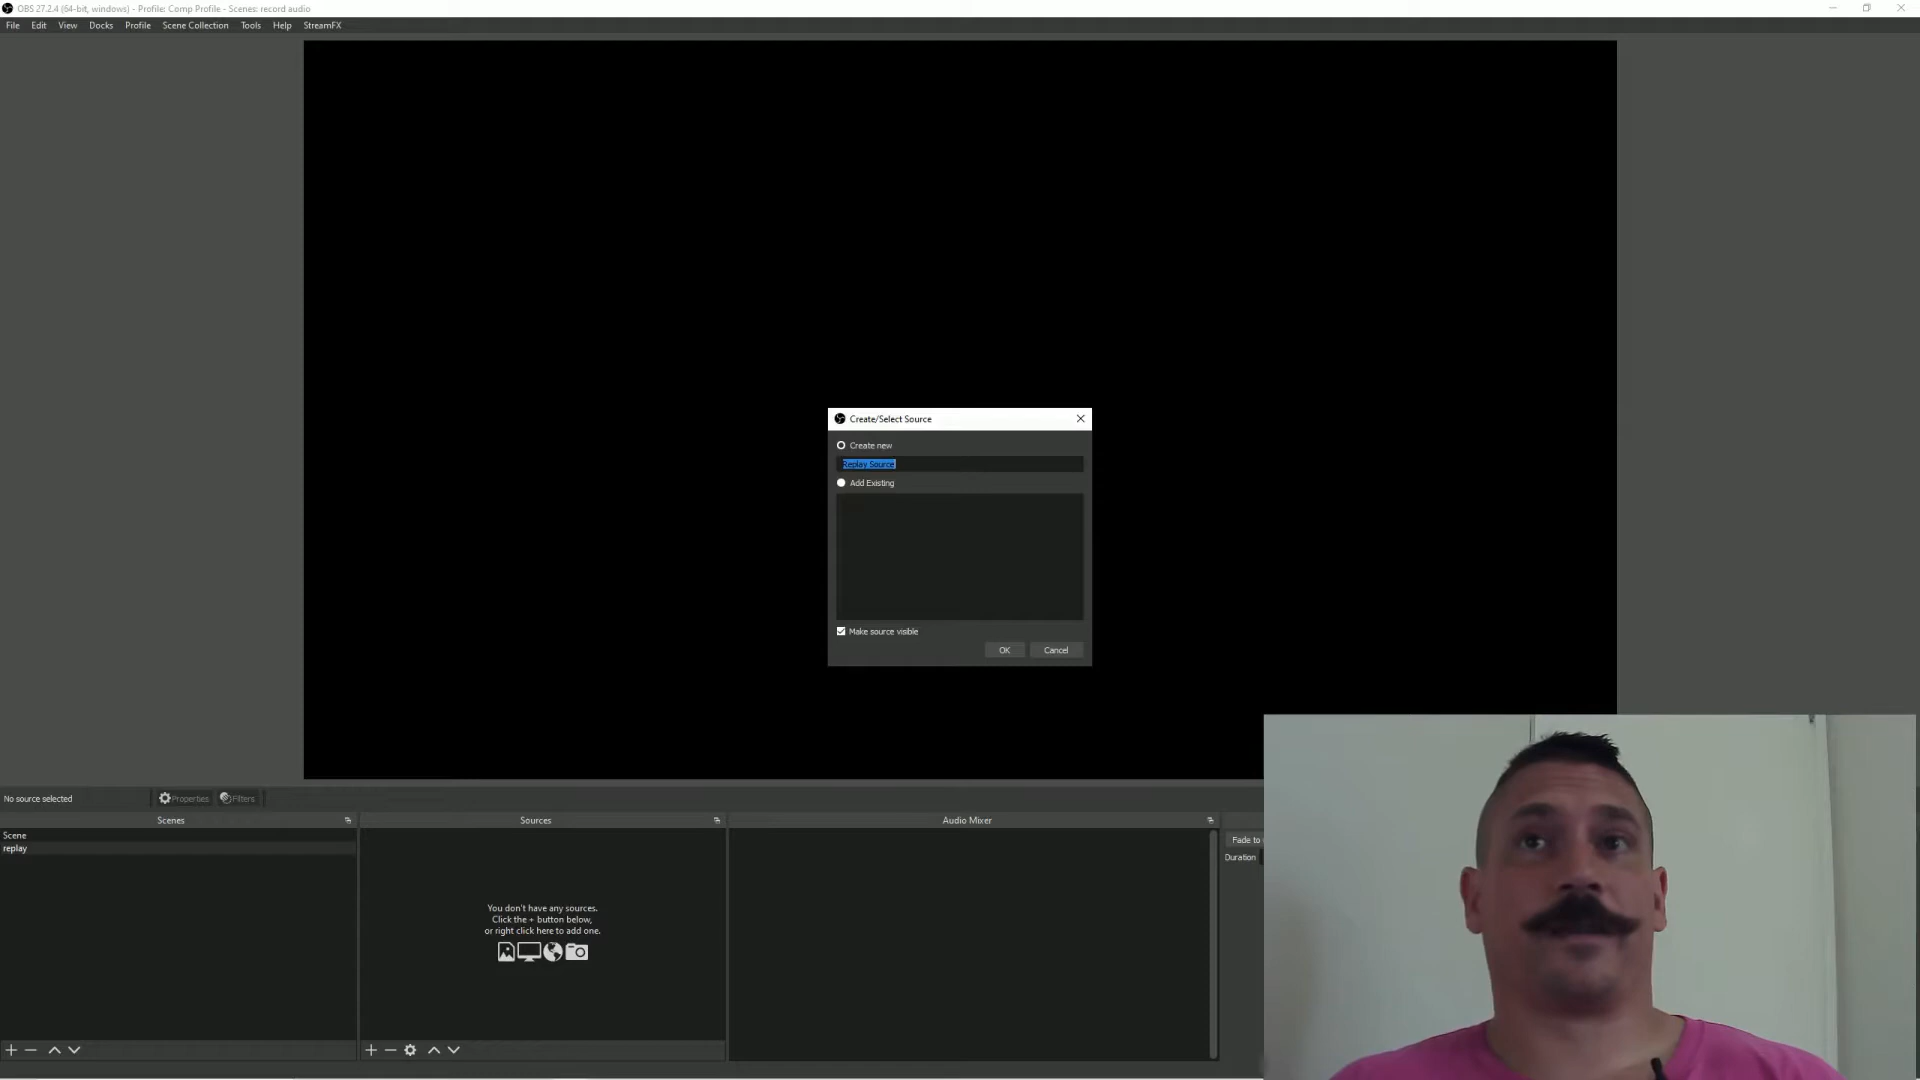 OBS 27.2.4 (64-bit, windows) - Profile: Comp Profile - Scenes: record audio
File Edit View Docks Profile Scene Collection Tools Help StreamFX
Create/Select Source
Create new
Replay Source
Add Existing
Make source visible
OK Cancel
No source selected Properties Filters
Scenes Sources Audio Mixer
Scene
replay
Fade to
Duration
You don't have any sources.
Click the + button below,
or right click here to add one.